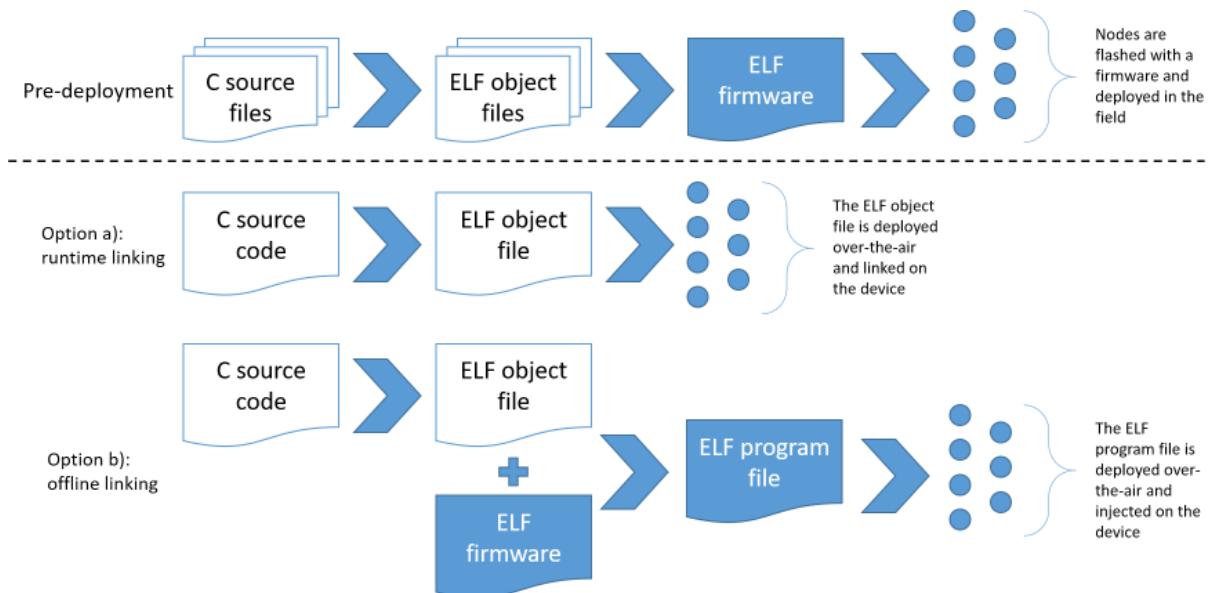 Pre-deployment
C source
files
ELF object
files
ELF
firmware
Nodes are
flashed with a
firmware and
deployed in the
field
Option a):
runtime linking
C source
code
ELF object
file
The ELF object
file is deployed
over-the-air
and linked on
the device
Option b):
offline linking
C source
code
ELF object
file
ELF
firmware
ELF program
file
The ELF
program file is
deployed over-
the-air and
injected on the
device